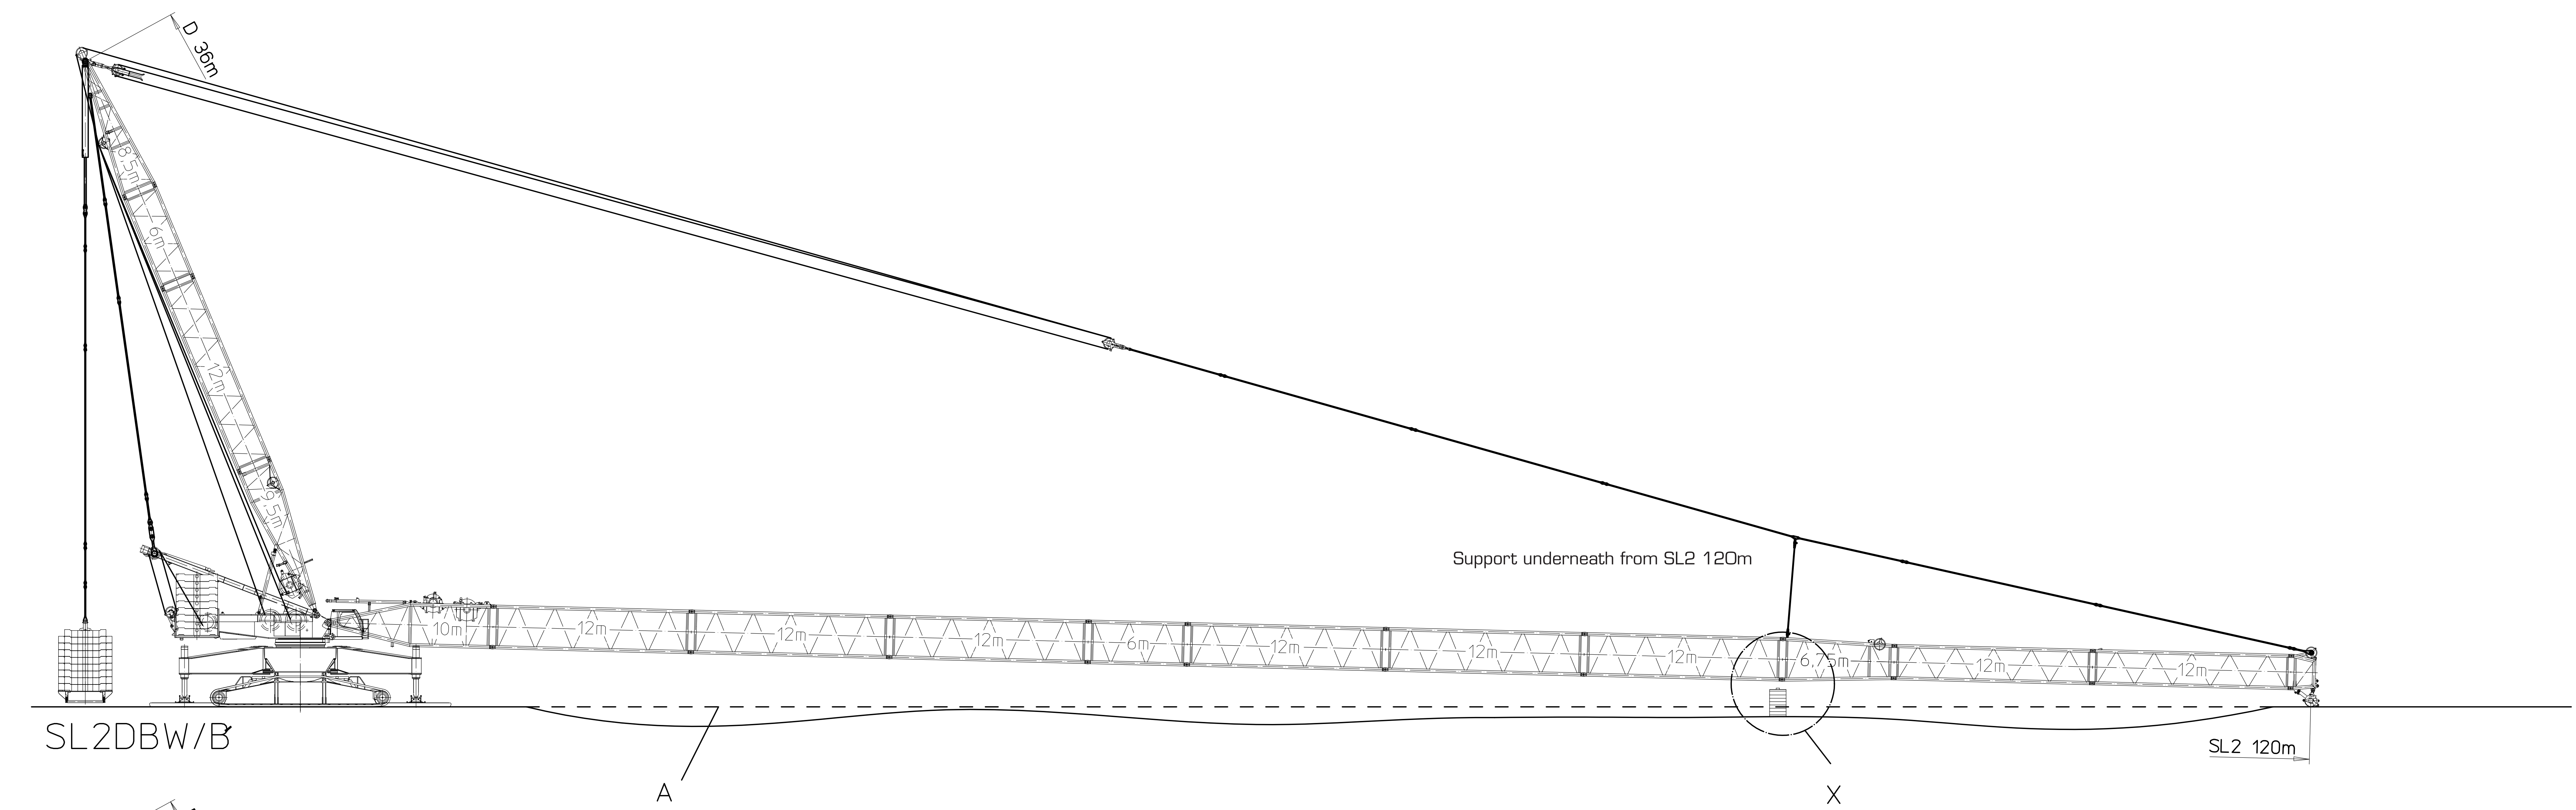 D 36m
8,5m
6m
12m
9,5m
Support underneath from SL2 120m
10m
12m
12m
12m
6m
12m
12m
12m
6,75m
12m
12m
SL2DBW/B
SL2 120m
A
X